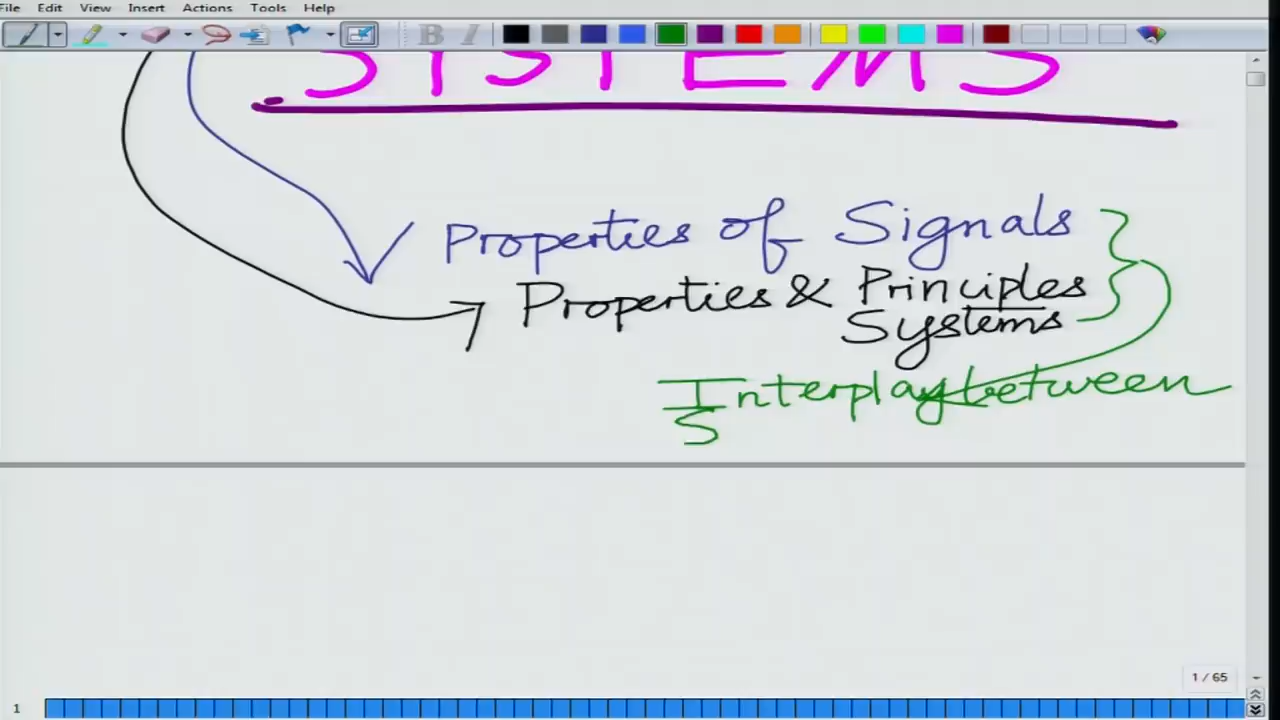 File Edit View Insert Actions Tools Help
B I
SYSTEMS
Properties of Signals
Properties & Principles
Systems
Interplay between
S
1 / 65
1